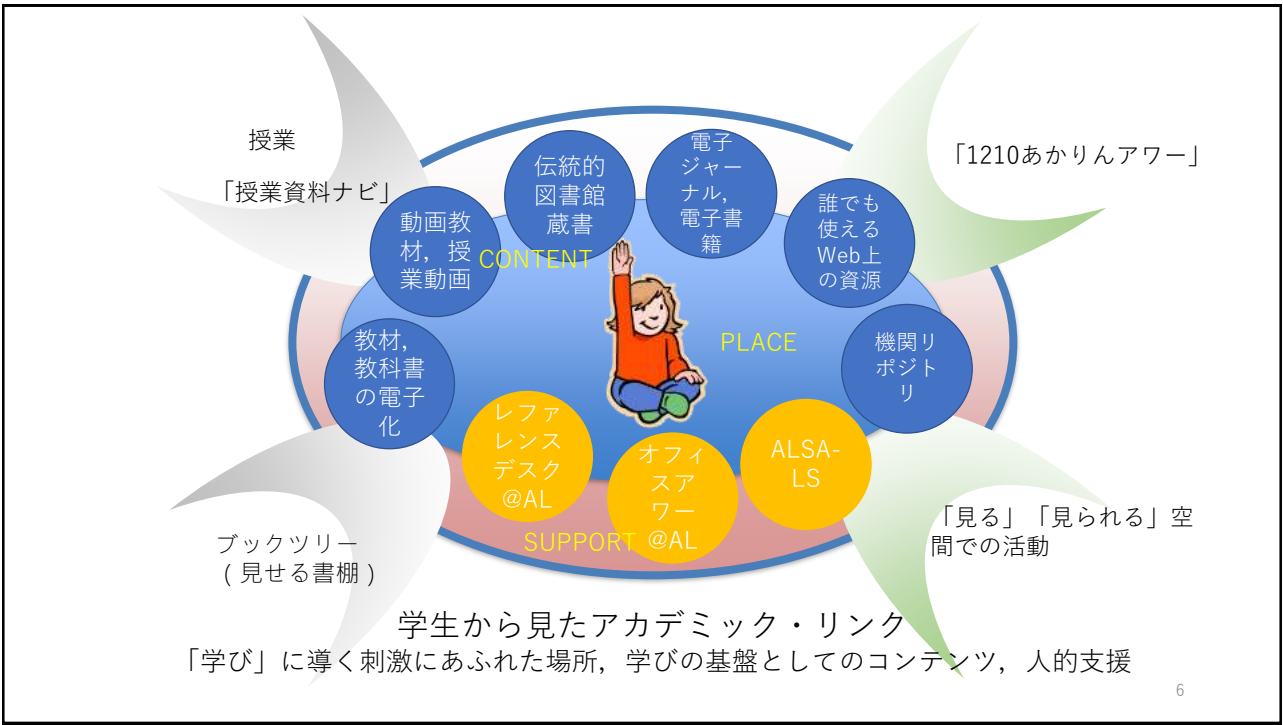 授業
「授業資料ナビ」
「1210あかりんアワー」
伝統的
図書館
蔵書
電子
ジャー
ナル,
電子書
籍
動画教
材，授
業動画
誰でも
使える
Web上
の資源
CONTENT
教材，
教科書
の電子
化
PLACE
機関リ
ポジト
リ
レファ
レンス
デスク
@AL
オフィ
スア
ワー
@AL
ALSA-
LS
SUPPORT
ブックツリー
（見せる書棚）
「見る」「見られる」空
間での活動
学生から見たアカデミック・リンク
「学び」に導く刺激にあふれた場所，学びの基盤としてのコンテンツ，人的支援
6